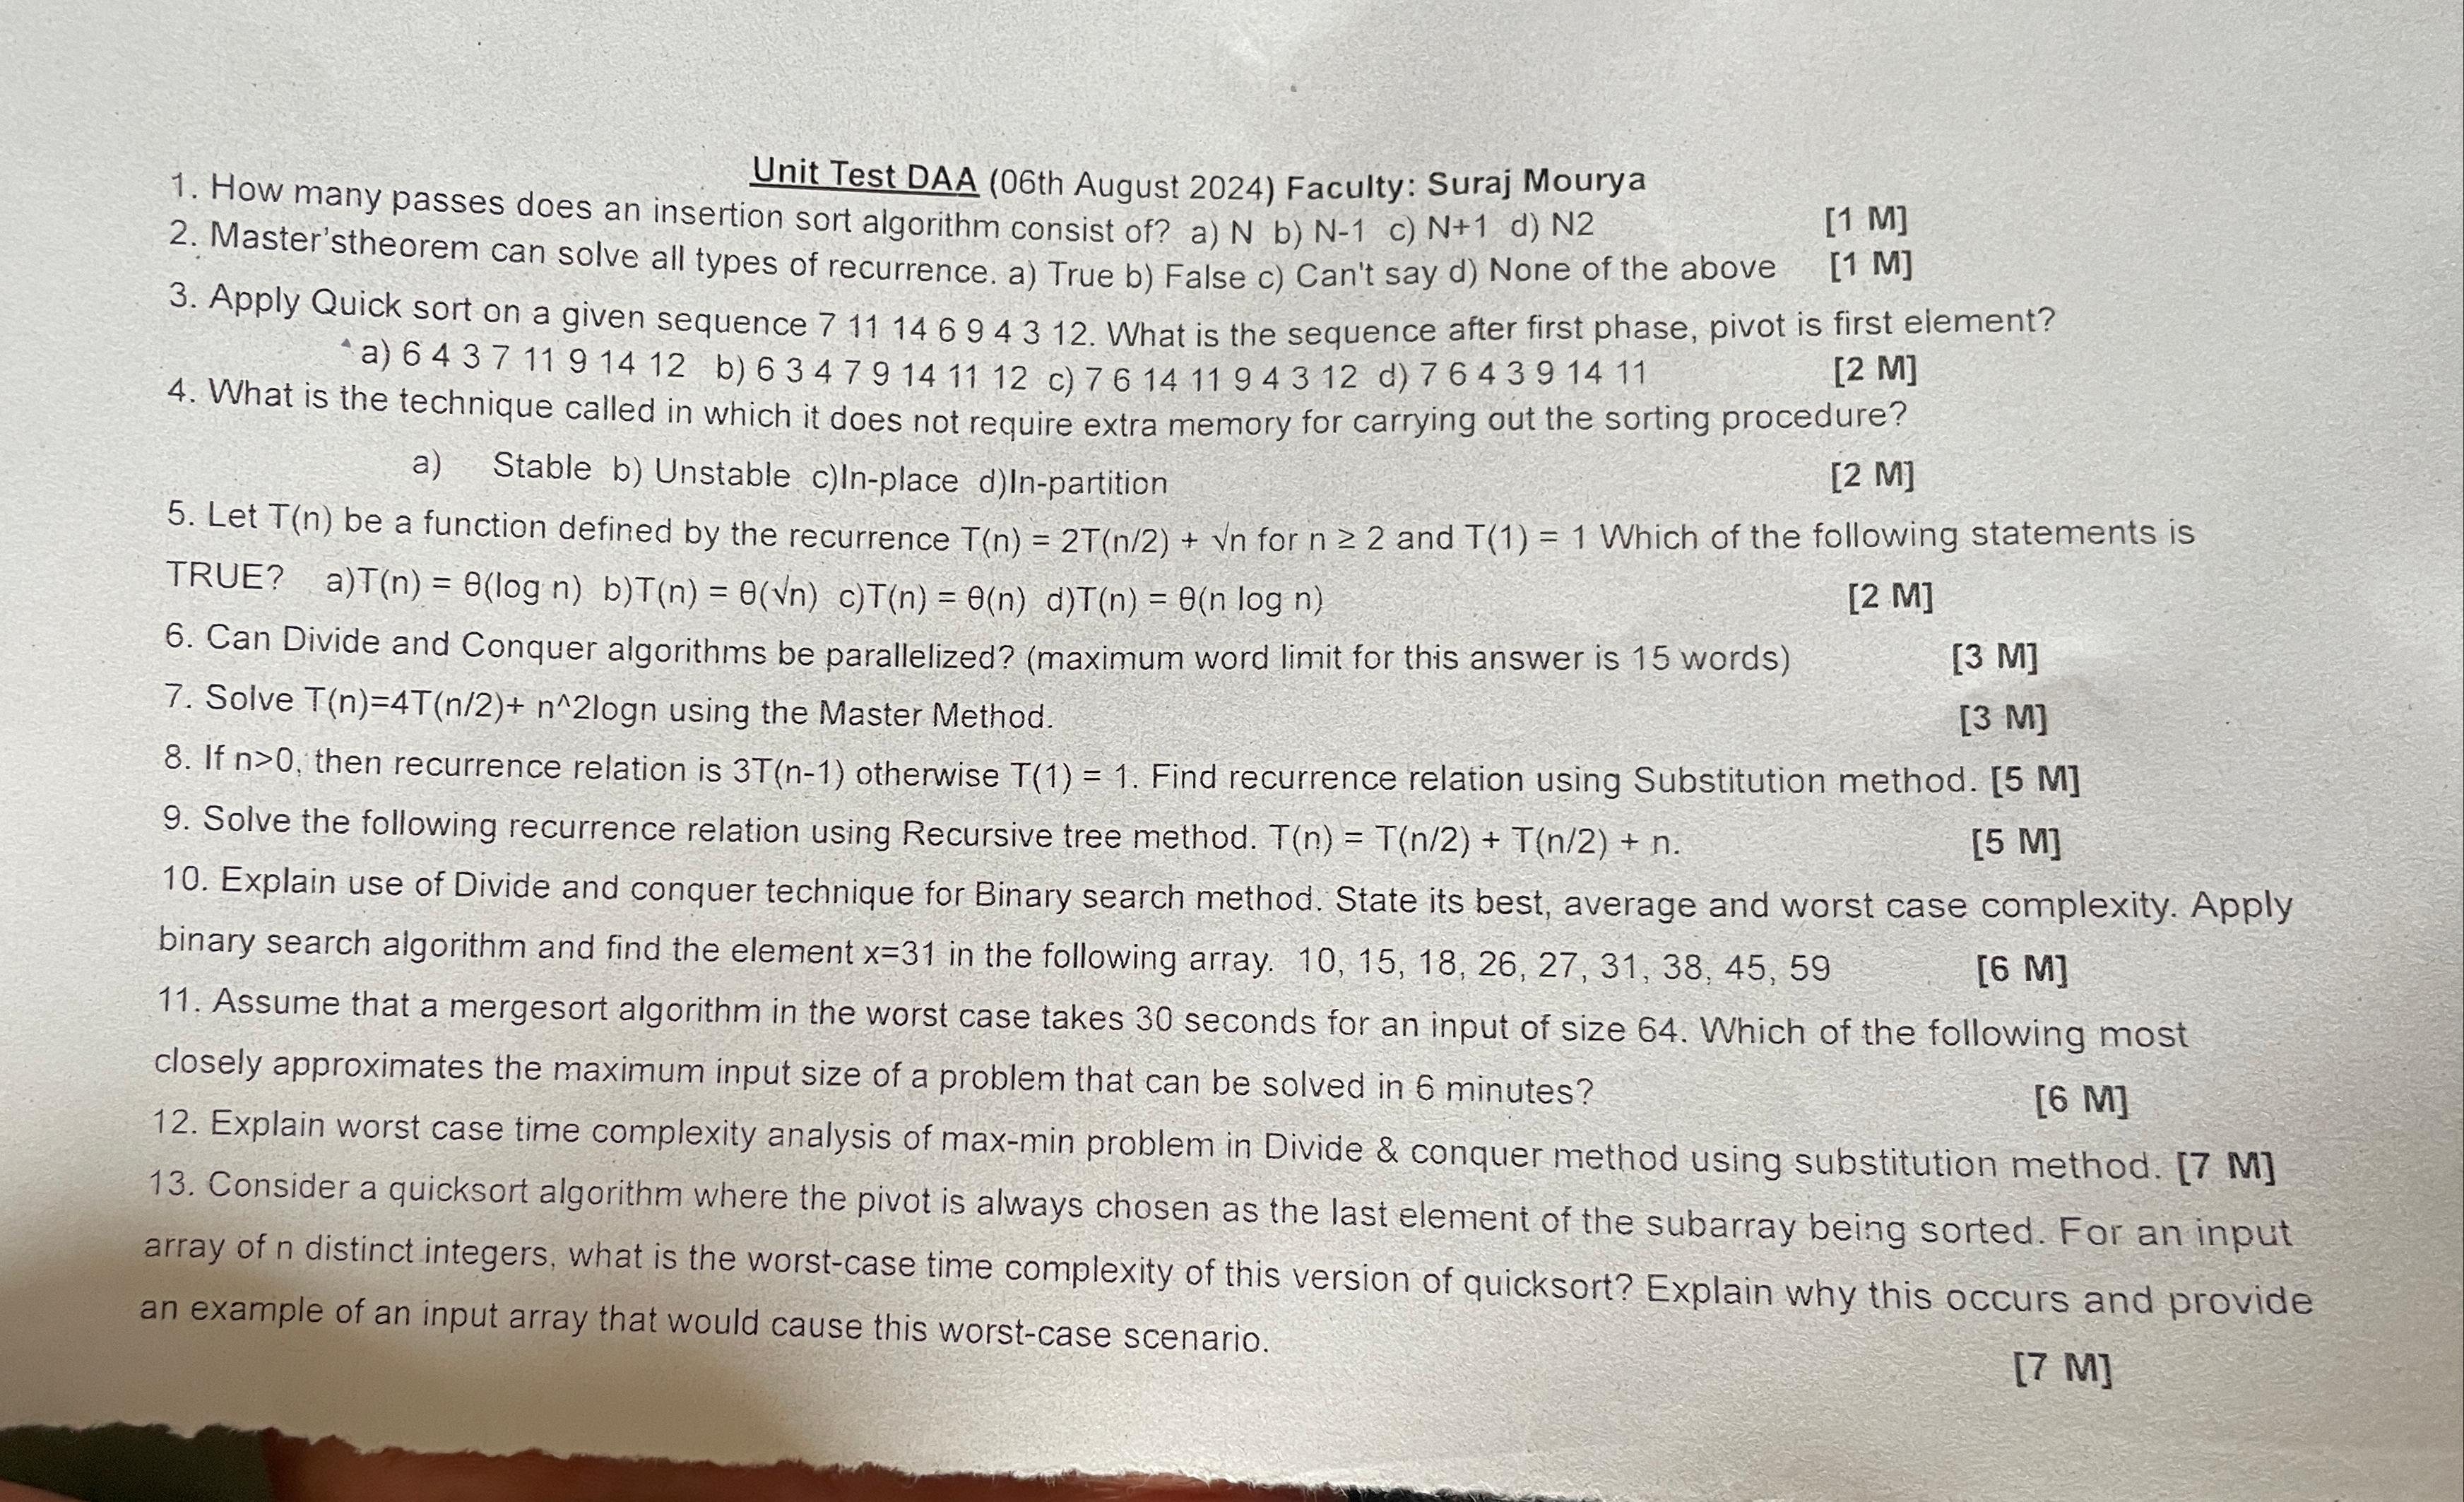 Unit Test DAA (06th August 2024) Faculty: Suraj Mourya
1. How many passes does an insertion sort algorithm consist of? a) N b) N-1 c) N+1 d) N2 [1 M]
2. Master'stheorem can solve all types of recurrence. a) True b) False c) Can't say d) None of the above [1 M]
3. Apply Quick sort on a given sequence 7 11 14 6 9 4 3 12. What is the sequence after first phase, pivot is first element?
a) 6 4 3 7 11 9 14 12 b) 6 3 4 7 9 14 11 12 c) 7 6 14 11 9 4 3 12 d) 7 6 4 3 9 14 11 [2 M]
4. What is the technique called in which it does not require extra memory for carrying out the sorting procedure?
a) Stable b) Unstable c)In-place d)In-partition [2 M]
5. Let T(n) be a function defined by the recurrence T(n) = 2T(n/2) + √n for n ≥ 2 and T(1) = 1 Which of the following statements is
TRUE? a)T(n) = θ(log n) b)T(n) = θ(√n) c)T(n) = θ(n) d)T(n) = θ(n log n) [2 M]
6. Can Divide and Conquer algorithms be parallelized? (maximum word limit for this answer is 15 words) [3 M]
7. Solve T(n)=4T(n/2)+ n^2logn using the Master Method. [3 M]
8. If n>0, then recurrence relation is 3T(n-1) otherwise T(1) = 1. Find recurrence relation using Substitution method. [5 M]
9. Solve the following recurrence relation using Recursive tree method. T(n) = T(n/2) + T(n/2) + n. [5 M]
10. Explain use of Divide and conquer technique for Binary search method. State its best, average and worst case complexity. Apply
binary search algorithm and find the element x=31 in the following array. 10, 15, 18, 26, 27, 31, 38, 45, 59 [6 M]
11. Assume that a mergesort algorithm in the worst case takes 30 seconds for an input of size 64. Which of the following most
closely approximates the maximum input size of a problem that can be solved in 6 minutes? [6 M]
12. Explain worst case time complexity analysis of max-min problem in Divide & conquer method using substitution method. [7 M]
13. Consider a quicksort algorithm where the pivot is always chosen as the last element of the subarray being sorted. For an input
array of n distinct integers, what is the worst-case time complexity of this version of quicksort? Explain why this occurs and provide
an example of an input array that would cause this worst-case scenario.
[7 M]